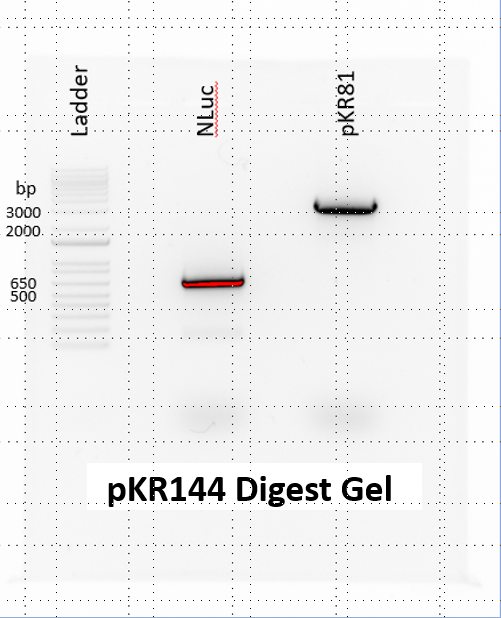 Ladder
NLuc
pKR81
bp
3000
2000
650
500
pKR144 Digest Gel